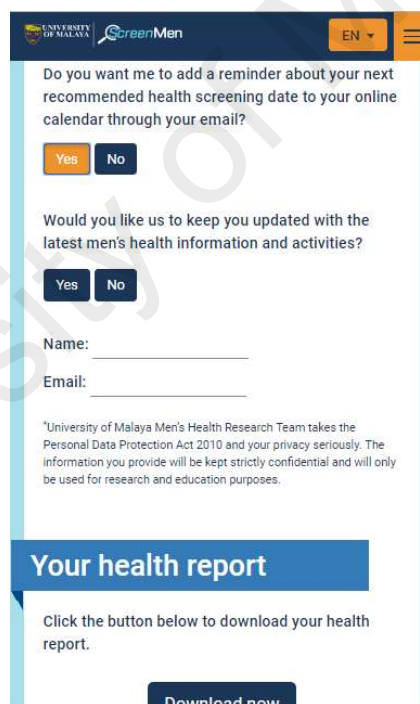 UNIVERSITY
OF MALAYA
ScreenMen
EN
Do you want me to add a reminder about your next
recommended health screening date to your online
calendar through your email?
Yes No
Would you like us to keep you updated with the
latest men's health information and activities?
Yes No
Name:
Email:
*University of Malaya Men's Health Research Team takes the
Personal Data Protection Act 2010 and your privacy seriously. The
information you provide will be kept strictly confidential and will only
be used for research and education purposes.
Your health report
Click the button below to download your health
report.
Download now